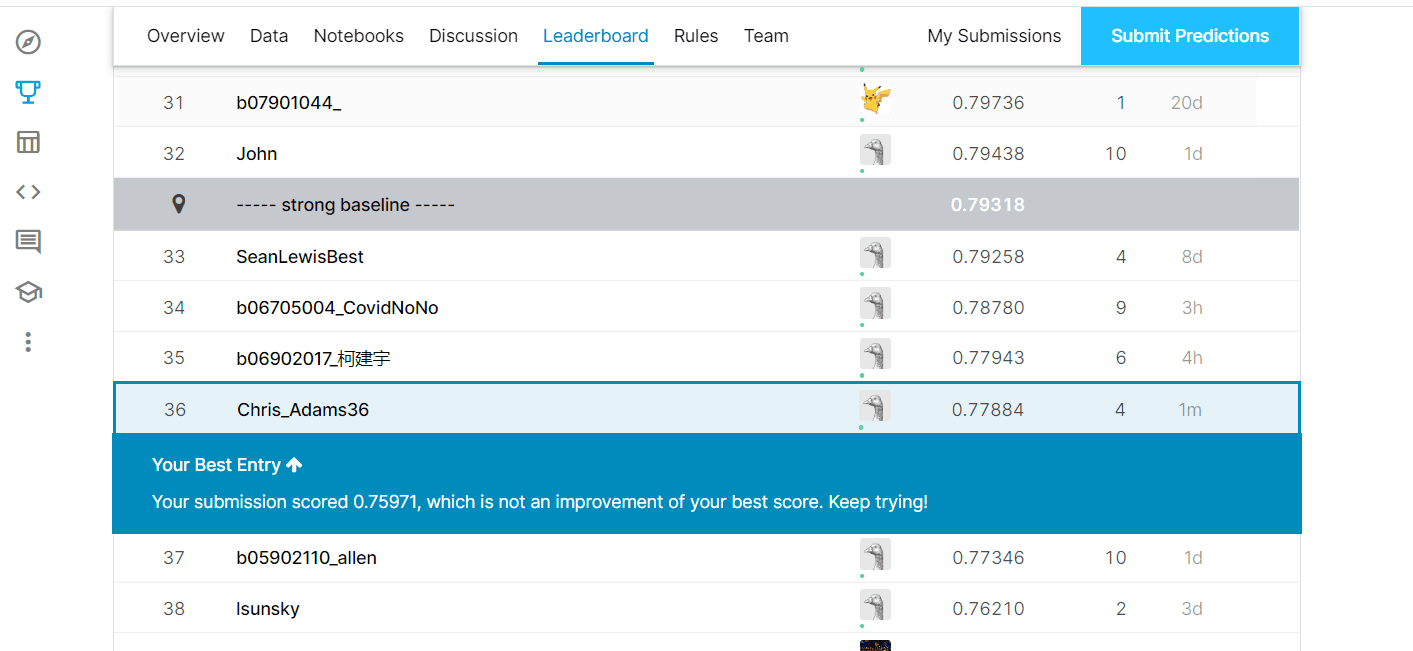 Overview Data Notebooks Discussion Leaderboard Rules Team My Submissions Submit Predictions
31 b07901044_ 0.79736 1 20d
32 John 0.79438 10 1d
----- strong baseline ----- 0.79318
33 SeanLewisBest 0.79258 4 8d
34 b06705004_CovidNoNo 0.78780 9 3h
35 b06902017_柯建宇 0.77943 6 4h
36 Chris_Adams36 0.77884 4 1m
Your Best Entry
Your submission scored 0.75971, which is not an improvement of your best score. Keep trying!
37 b05902110_allen 0.77346 10 1d
38 lsunsky 0.76210 2 3d